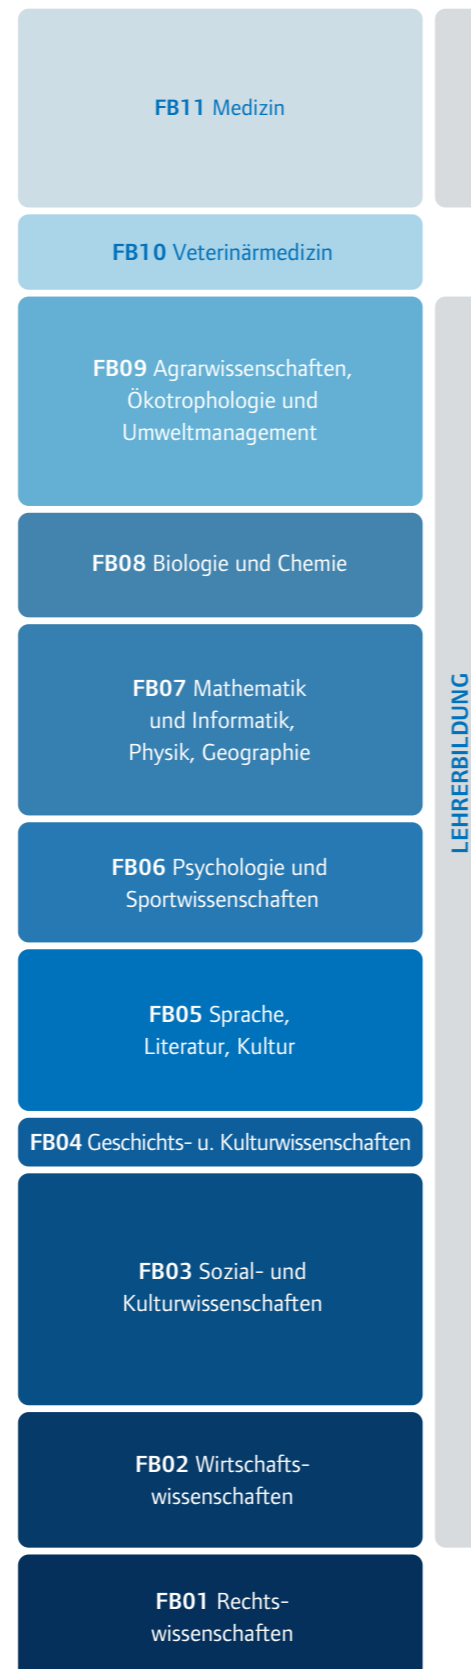 FB11 Medizin
FB10 Veterinärmedizin
FB09 Agrarwissenschaften,
Ökotrophologie und
Umweltmanagement
FB08 Biologie und Chemie
FB07 Mathematik
und Informatik,
Physik, Geographie
LEHRERBILDUNG
FB06 Psychologie und
Sportwissenschaften
FB05 Sprache,
Literatur, Kultur
FB04 Geschichts- u. Kulturwissenschaften
FB03 Sozial- und
Kulturwissenschaften
FB02 Wirtschafts-
wissenschaften
FB01 Rechts-
wissenschaften